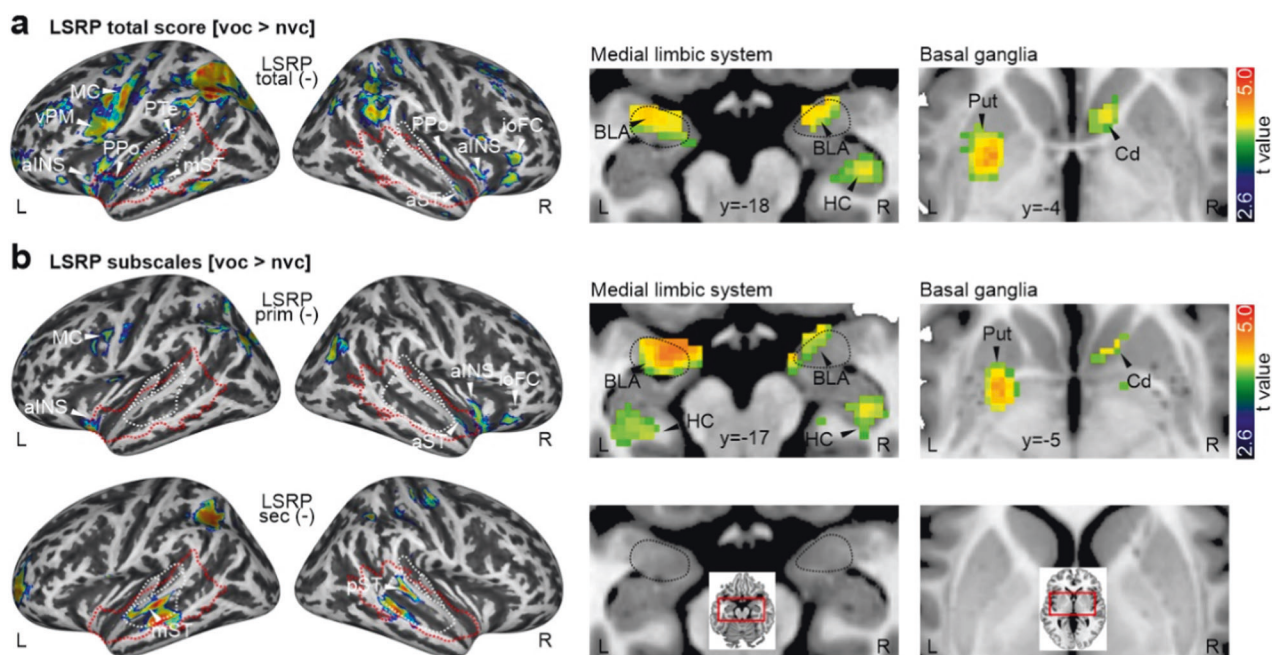 a LSRP total score [voc > nvc]
LSRP total (-)
MC
vPM
aINS
PPo
PTe
mST
L
PPo
aINS
ioFC
aST
R
Medial limbic system
BLA
BLA
HC
L
y=-18
R
Basal ganglia
Put
Cd
L
y=-4
R
5.0
t value
2.6
b LSRP subscales [voc > nvc]
LSRP
prim (-)
MC
aINS
L
aINS
ioFC
aST
R
Medial limbic system
BLA
BLA
HC
HC
L
y=-17
R
Basal ganglia
Put
Cd
L
y=-5
R
5.0
t value
2.6
LSRP
sec (-)
mST
L
pST
R